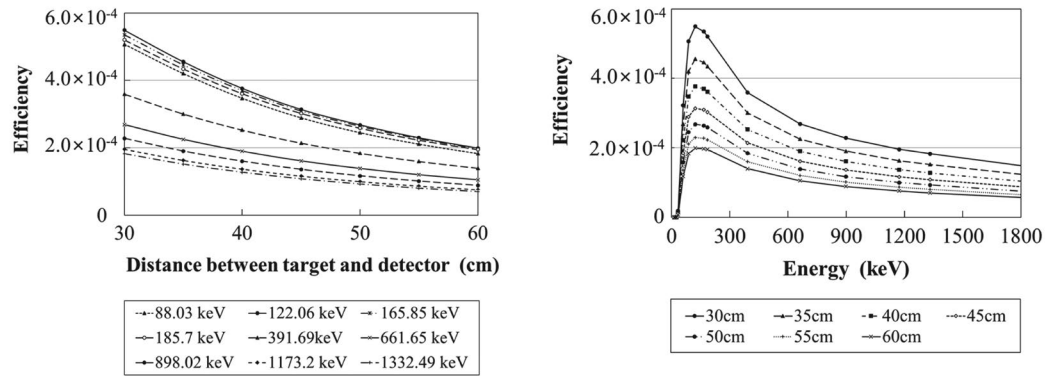 6.0×10⁻⁴
4.0×10⁻⁴
2.0×10⁻⁴
0
Efficiency
30 40 50 60
Distance between target and detector (cm)
88.03 keV 122.06 keV 165.85 keV
185.7 keV 391.69keV 661.65 keV
898.02 keV 1173.2 keV 1332.49 keV
6.0×10⁻⁴
4.0×10⁻⁴
2.0×10⁻⁴
0
Efficiency
0 300 600 900 1200 1500 1800
Energy (keV)
30cm 35cm 40cm 45cm
50cm 55cm 60cm